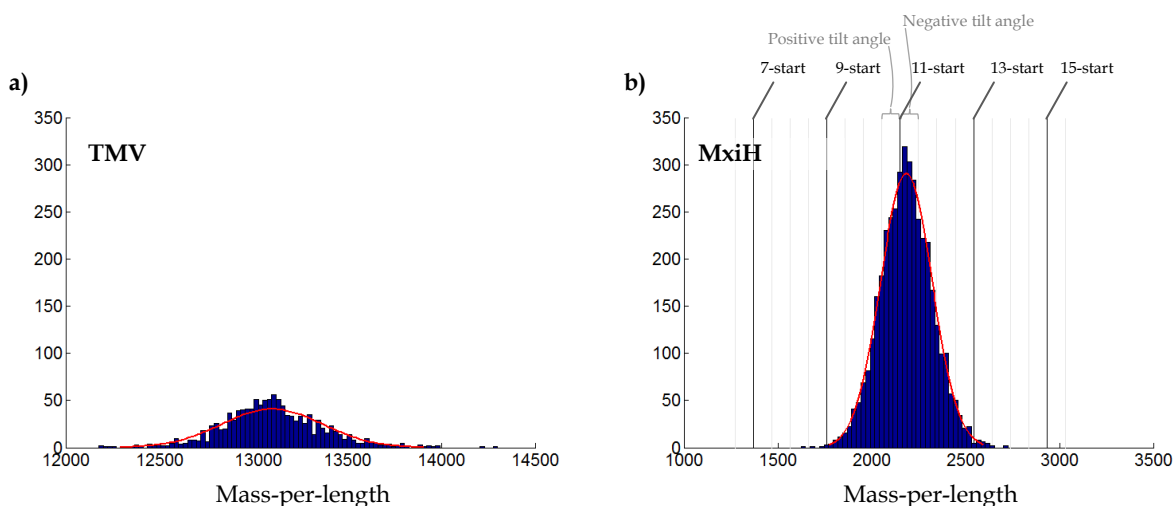 a)
TMV
350
300
250
200
150
100
50
0
12000 12500 13000 13500 14000 14500
Mass-per-length
Negative tilt angle
Positive tilt angle
b)
7-start 9-start 11-start 13-start 15-start
MxiH
350
300
250
200
150
100
50
0
1000 1500 2000 2500 3000 3500
Mass-per-length